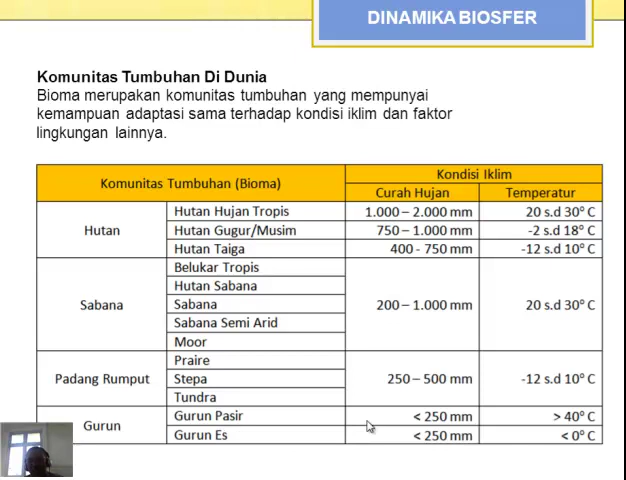 DINAMIKA BIOSFER
Komunitas Tumbuhan Di Dunia
Bioma merupakan komunitas tumbuhan yang mempunyai
kemampuan adaptasi sama terhadap kondisi iklim dan faktor
lingkungan lainnya.
Komunitas Tumbuhan (Bioma) Kondisi Iklim
Curah Hujan Temperatur
Hutan Hujan Tropis 1.000 – 2.000 mm 20 s.d 30° C
Hutan Hutan Gugur/Musim 750 – 1.000 mm -2 s.d 18° C
Hutan Taiga 400 - 750 mm -12 s.d 10° C
Belukar Tropis
Hutan Sabana
Sabana Sabana 200 – 1.000 mm 20 s.d 30° C
Sabana Semi Arid
Moor
Praire
Padang Rumput Stepa 250 – 500 mm -12 s.d 10° C
Tundra
Gurun Gurun Pasir < 250 mm > 40° C
Gurun Es < 250 mm < 0° C